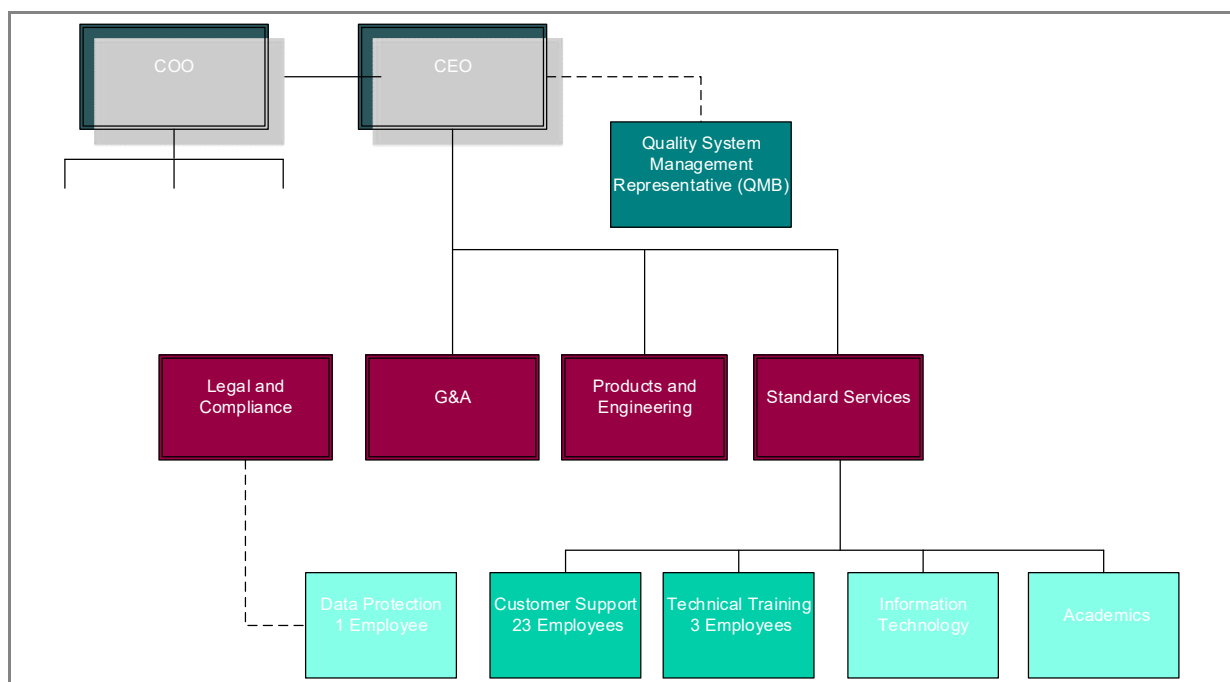 COO
CEO
Quality System
Management
Representative (QMB)
Legal and
Compliance
G&A
Products and
Engineering
Standard Services
Data Protection
1 Employee
Customer Support
23 Employees
Technical Training
3 Employees
Information
Technology
Academics